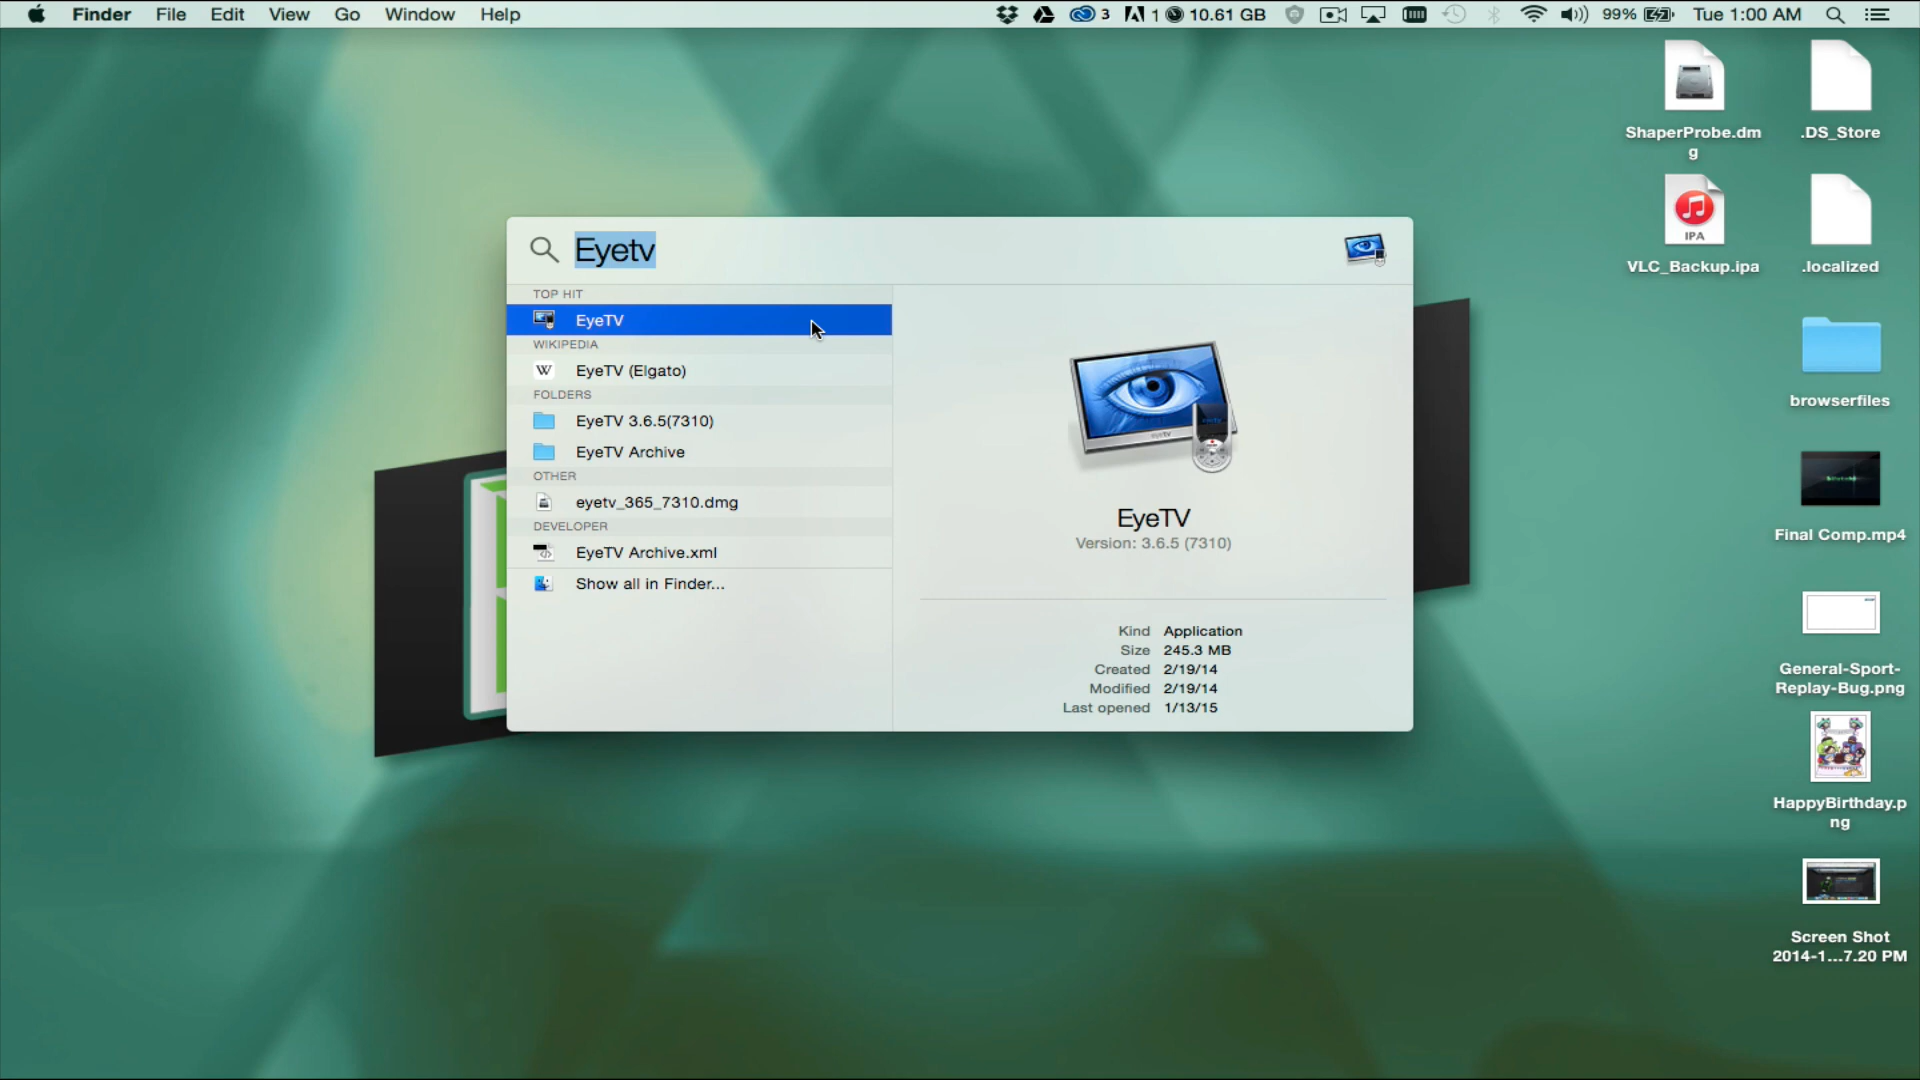 Finder File Edit View Go Window Help 3 1 10.61 GB 99% Tue 1:00 AM
ShaperProbe.dm
g
.DS_Store
IPA
VLC_Backup.ipa
.localized
browserfiles
Final Comp.mp4
General-Sport-
Replay-Bug.png
HappyBirthday.p
ng
Screen Shot
2014-1...7.20 PM
Eyetv
TOP HIT
EyeTV
WIKIPEDIA
W EyeTV (Elgato)
FOLDERS
EyeTV 3.6.5(7310)
EyeTV Archive
OTHER
eyetv_365_7310.dmg
DEVELOPER
EyeTV Archive.xml
Show all in Finder...
EyeTV
Version: 3.6.5 (7310)
Kind Application
Size 245.3 MB
Created 2/19/14
Modified 2/19/14
Last opened 1/13/15